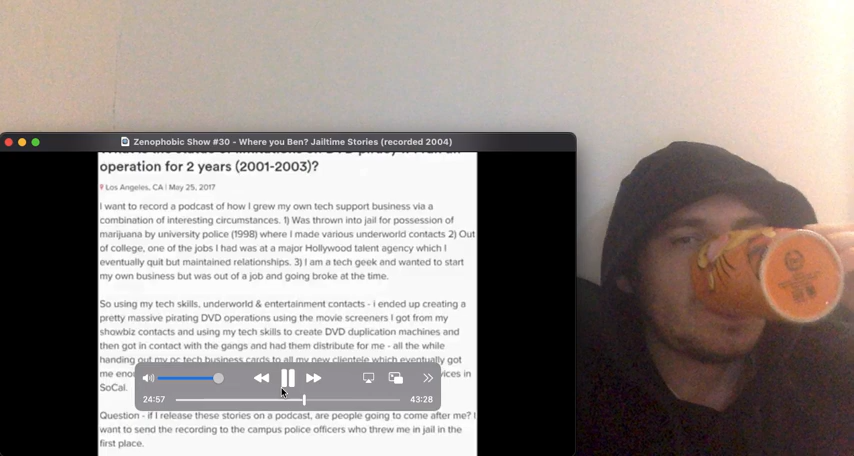 Zenophobic Show #30 - Where you Ben? Jailtime Stories (recorded 2004)
operation for 2 years (2001-2003)?
Los Angeles, CA | May 25, 2017
I want to record a podcast of how I grew my own tech support business via a
combination of interesting circumstances. 1) Was thrown into jail for possession of
marijuana by university police (1998) where I made various underworld contacts 2) Out
of college, one of the jobs I had was at a major Hollywood talent agency which I
eventually quit but maintained relationships. 3) I am a tech geek and wanted to start
my own business but was out of a job and going broke at the time.
So using my tech skills, underworld & entertainment contacts - i ended up creating a
pretty massive pirating DVD operations using the movie screeners I got from my
showbiz contacts and using my tech skills to create DVD duplication machines and
then got in contact with the gangs and had them distribute for me - all the while
handing out my pc tech business cards to all my new clientele which eventually got
me
vices in
SoCal.
24:57
43:28
Question - if I release these stories on a podcast, are people going to come after me? I
want to send the recording to the campus police officers who threw me in jail in the
first place.